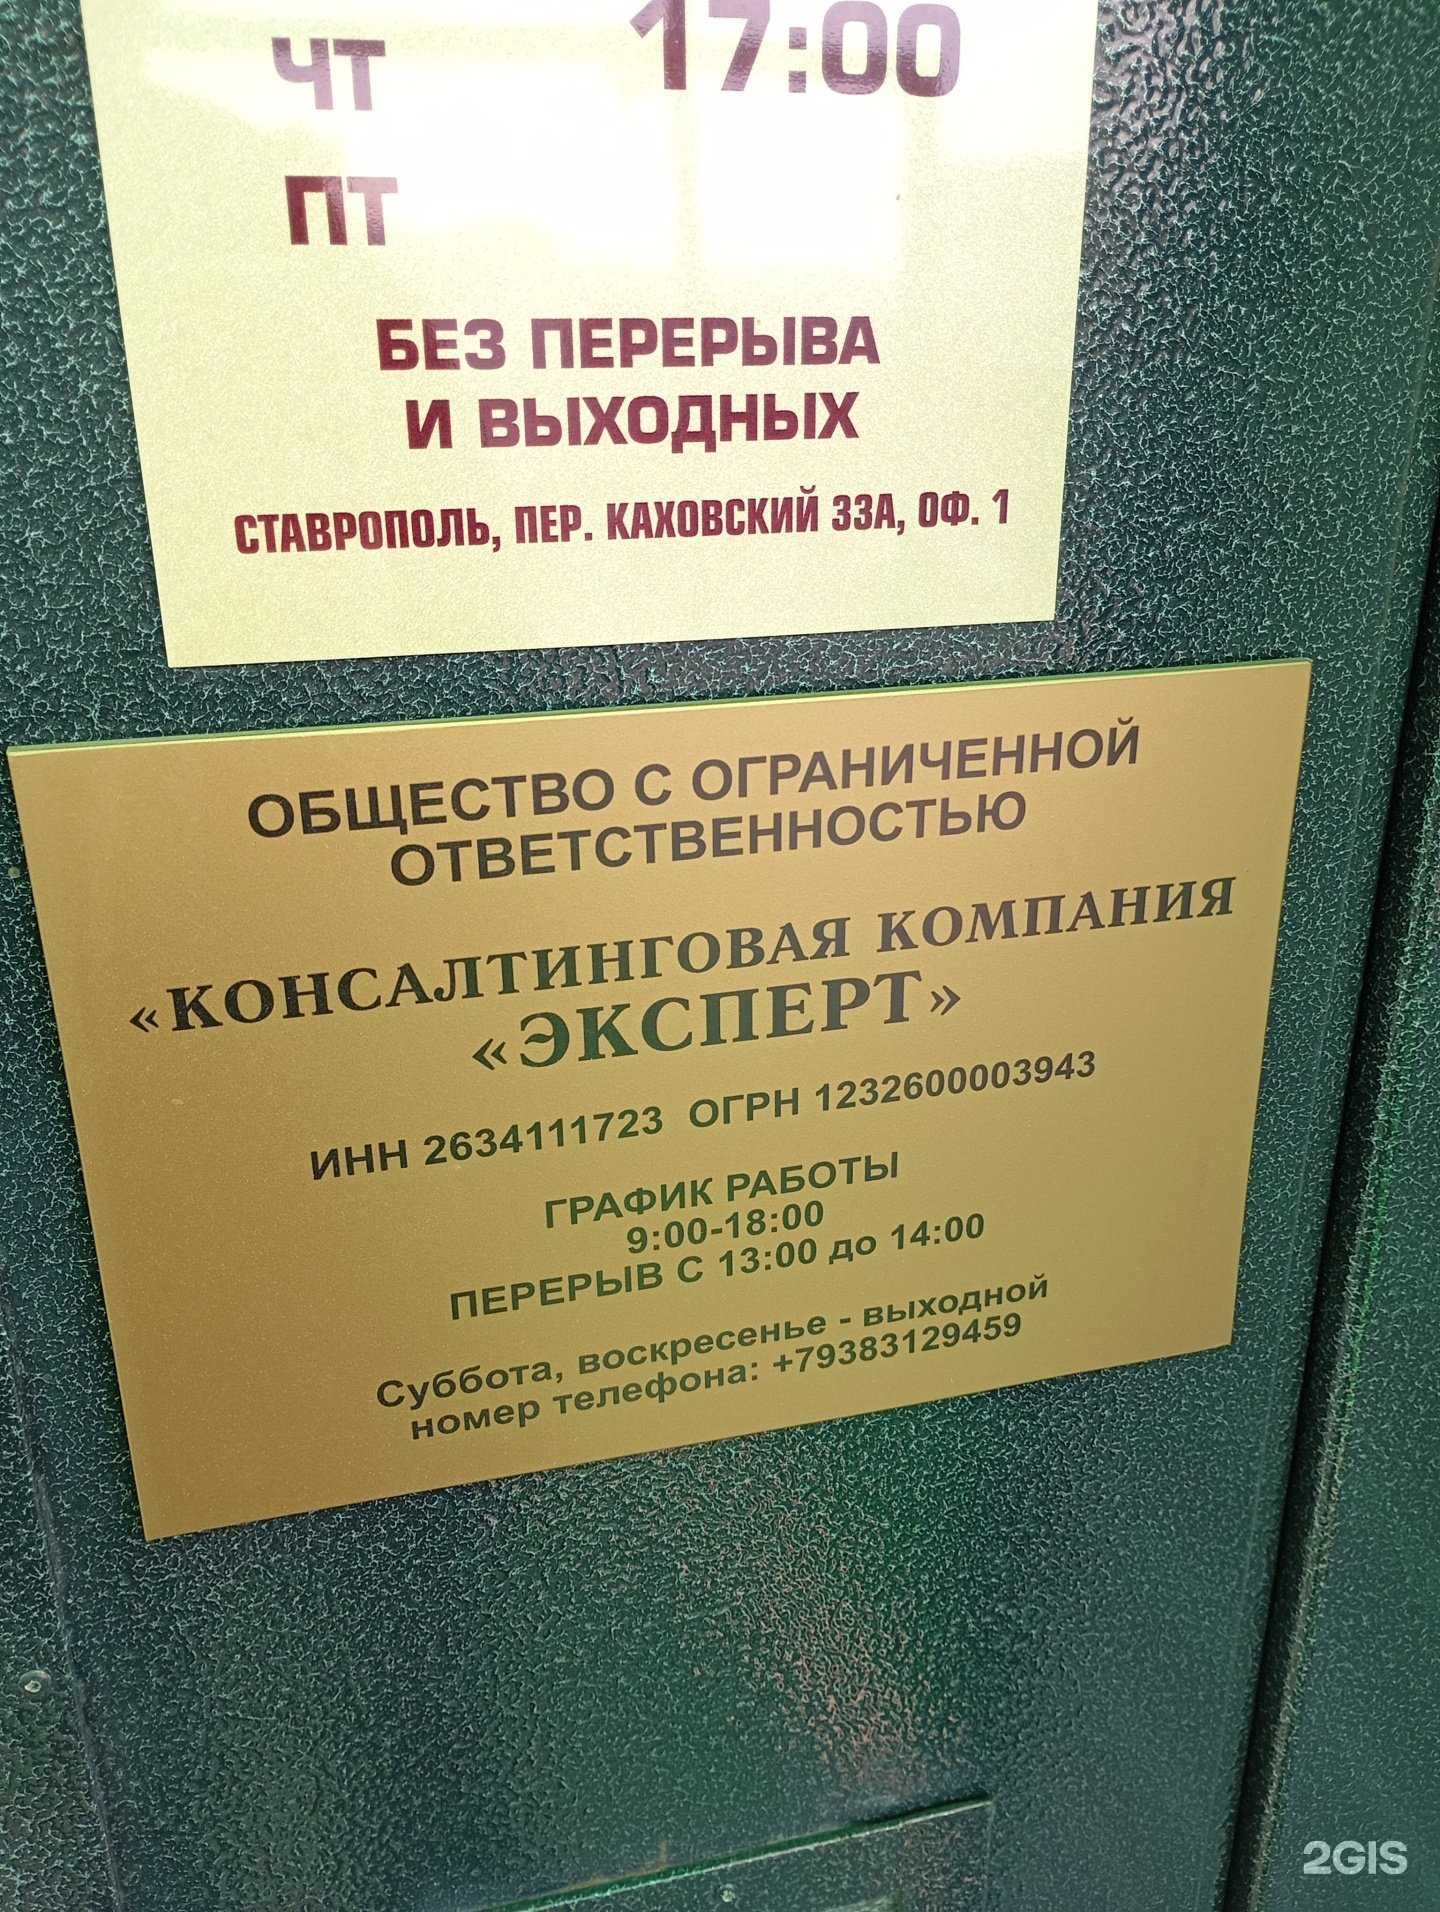 ЧТ 17:00
ПТ
БЕЗ ПЕРЕРЫВА
И ВЫХОДНЫХ
СТАВРОПОЛЬ, ПЕР. КАХОВСКИЙ 33А, ОФ. 1
ОБЩЕСТВО С ОГРАНИЧЕННОЙ
ОТВЕТСТВЕННОСТЬЮ
«КОНСАЛТИНГОВАЯ КОМПАНИЯ
«ЭКСПЕРТ»
ИНН 2634111723 ОГРН 1232600003943
ГРАФИК РАБОТЫ
9:00-18:00
ПЕРЕРЫВ С 13:00 до 14:00
Суббота, воскресенье - выходной
номер телефона: +79383129459
2GIS